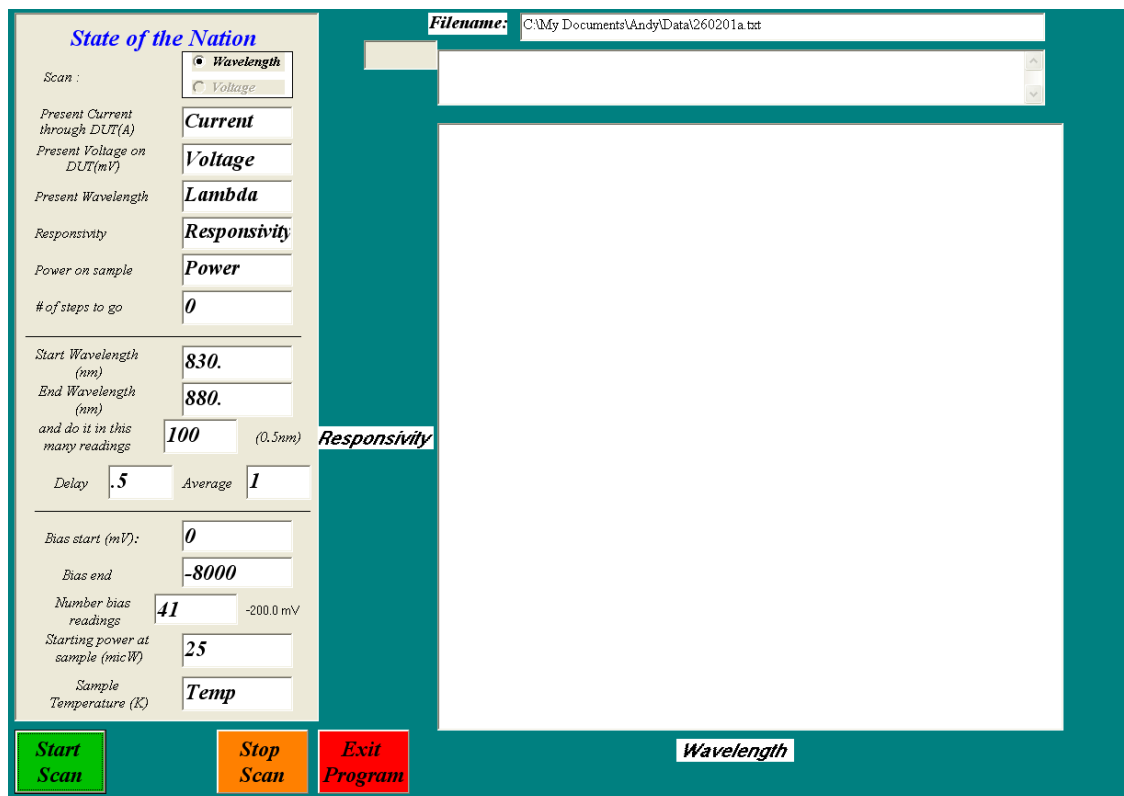 State of the Nation
Scan :
Wavelength
Voltage
Present Current
through DUT(A)
Current
Present Voltage on
DUT(mV)
Voltage
Present Wavelength
Lambda
Responsivity
Responsivity
Power on sample
Power
# of steps to go
0
Start Wavelength
(nm)
830.
End Wavelength
(nm)
880.
and do it in this
many readings
100
(0.5nm)
Delay
.5
Average
1
Bias start (mV):
0
Bias end
-8000
Number bias
readings
41
-200.0 mV
Starting power at
sample (micW)
25
Sample
Temperature (K)
Temp
Start
Scan
Stop
Scan
Exit
Program
Filename:
C:\My Documents\Andy\Data\260201a.txt
Responsivity
Wavelength